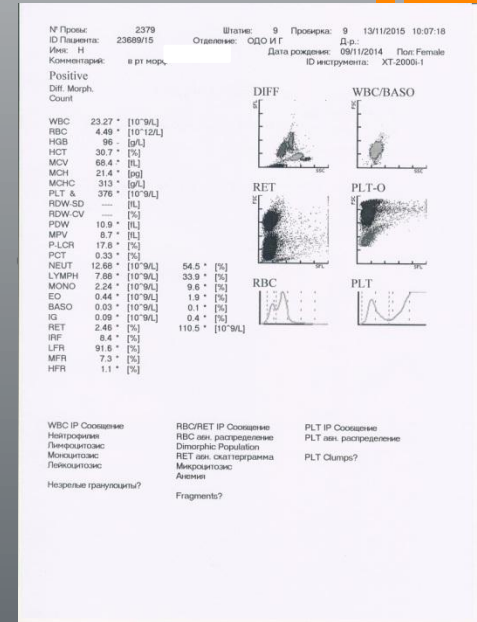 № Пробы: 2379 Штатив: 9 Пробирка: 9 13/11/2015 10:07:18
ID Пациента: 23689/15 Отделение: ОДО И Г Д-р.:
Имя: Н Дата рождения: 09/11/2014 Пол: Female
Комментарий: в рт ID инструмента: XT-2000i-1
Positive
Diff. Morph.
Count
DIFF WBC/BASO
WBC 23.27 * [10^9/L]
RBC 4.49 * [10^12/L]
HGB 96 - [g/L]
HCT 30.7 * [%]
MCV 68.4 * [fL]
MCH 21.4 * [pg]
MCHC 313 * [g/L]
PLT & 376 * [10^9/L]
RDW-SD ---- [fL]
RDW-CV ---- [%]
PDW 10.9 * [fL]
MPV 8.7 * [fL]
P-LCR 17.8 * [%]
PCT 0.33 * [%]
NEUT 12.68 * [10^9/L] 54.5 * [%]
LYMPH 7.88 * [10^9/L] 33.9 * [%]
MONO 2.24 * [10^9/L] 9.6 * [%]
EO 0.44 * [10^9/L] 1.9 * [%]
BASO 0.03 * [10^9/L] 0.1 * [%]
IG 0.09 * [10^9/L] 0.4 * [%]
RET 2.46 * [%] 110.5 * [10^9/L]
IRF 8.4 * [%]
LFR 91.6 * [%]
MFR 7.3 * [%]
HFR 1.1 * [%]
RET PLT-O
RBC PLT
WBC IP Сообщение RBC/RET IP Сообщение PLT IP Сообщение
Нейтрофилия RBC абн. распределение PLT абн. распределение
Лимфоцитозис Dimorphic Population
Моноцитозис RET абн. скаттерграмма PLT Clumps?
Лейкоцитозис Микроцитозис
Анемия
Незрелые гранулоциты?
Fragments?